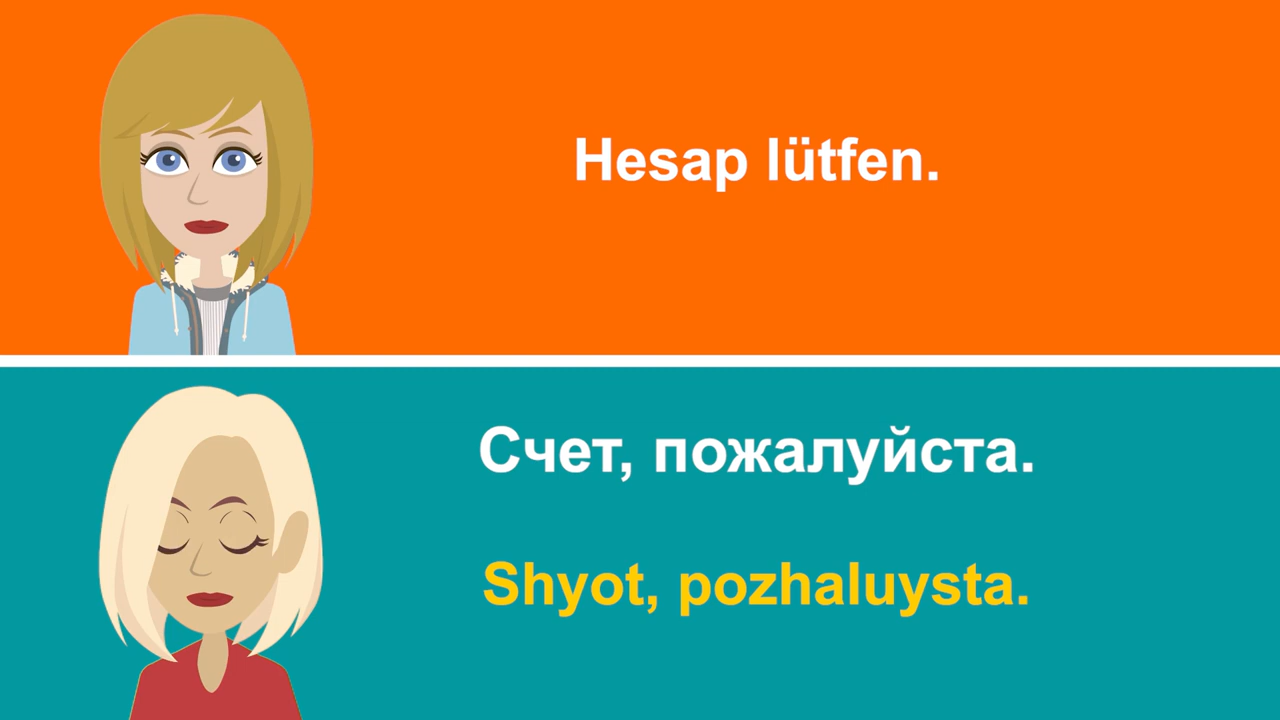 Hesap lütfen.
Счет, пожалуйста.
Shyot, pozhaluysta.